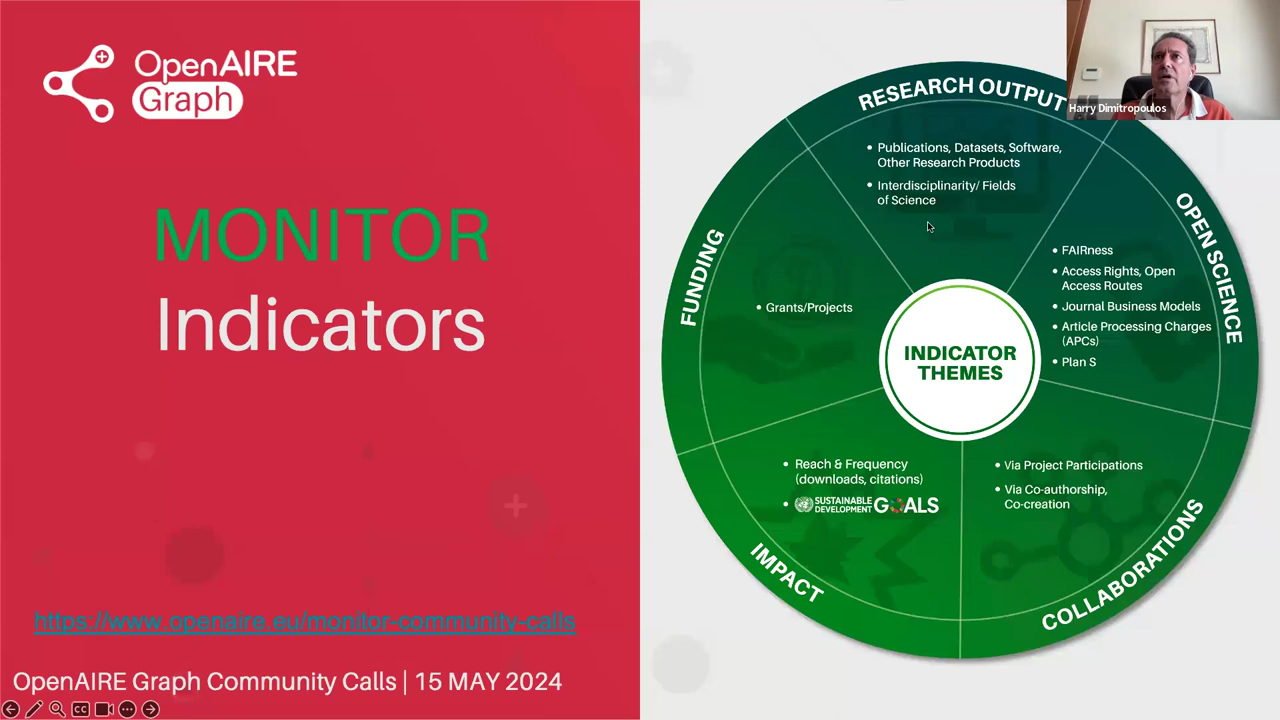 OpenAIRE
Graph
MONITOR
Indicators
https://www.openaire.eu/monitor-community-calls
OpenAIRE Graph Community Calls | 15 MAY 2024
CC
Harry Dimitropoulos
RESEARCH OUTPUT
• Publications, Datasets, Software,
Other Research Products
• Interdisciplinarity/ Fields
of Science
OPEN SCIENCE
• FAIRness
• Access Rights, Open
Access Routes
• Journal Business Models
• Article Processing Charges
(APCs)
• Plan S
COLLABORATIONS
• Via Project Participations
• Via Co-authorship,
Co-creation
IMPACT
• Reach & Frequency
(downloads, citations)
• SUSTAINABLE
DEVELOPMENT GOALS
FUNDING
• Grants/Projects
INDICATOR
THEMES